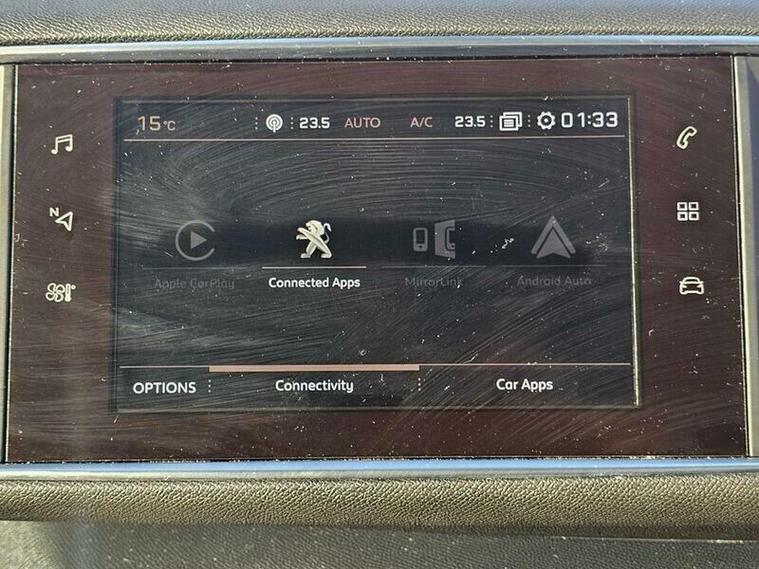 15°C 23.5 AUTO A/C 23.5 01:33
N
Apple CarPlay Connected Apps MirrorLink Android Auto
OPTIONS Connectivity Car Apps